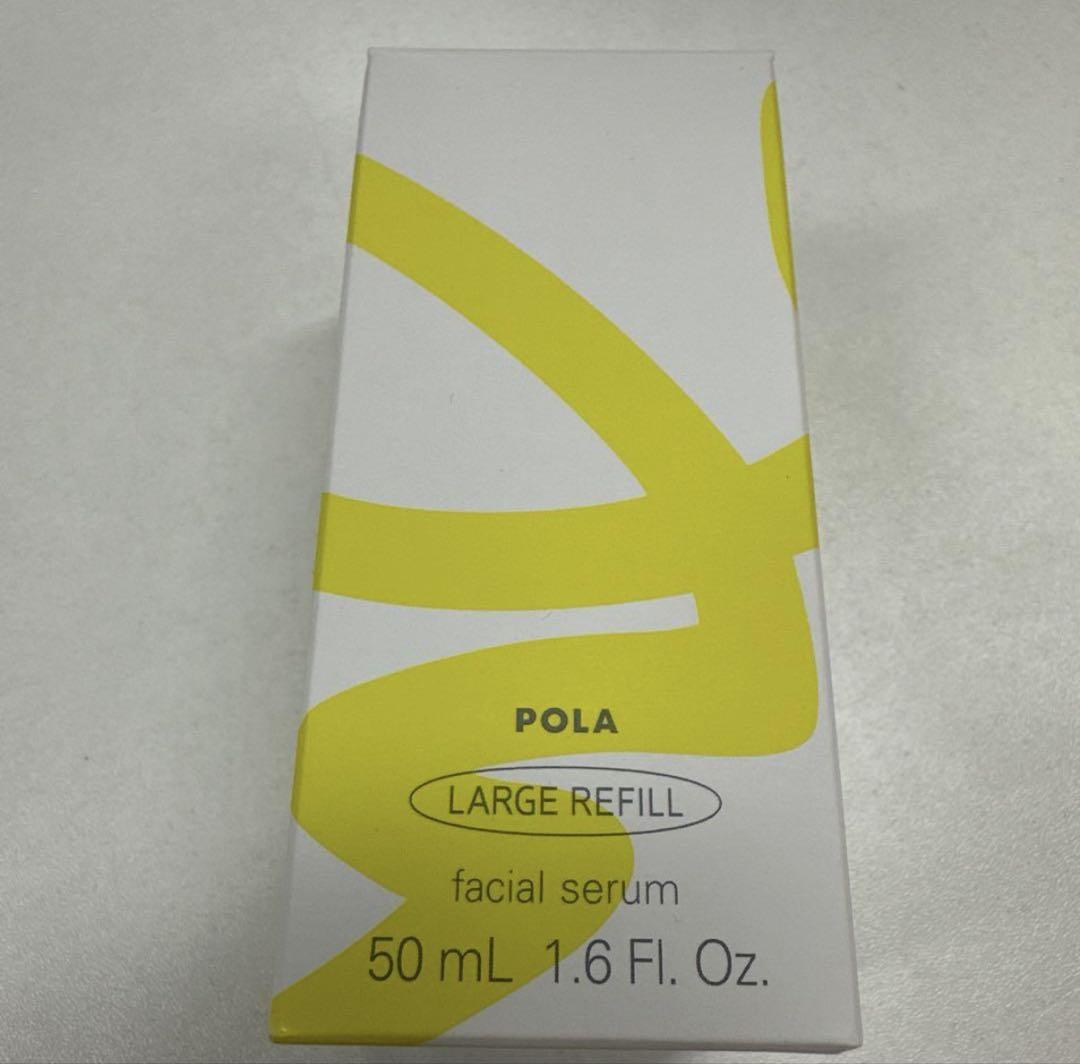 POLA
LARGE REFILL
facial serum
50 mL 1.6 Fl. Oz.